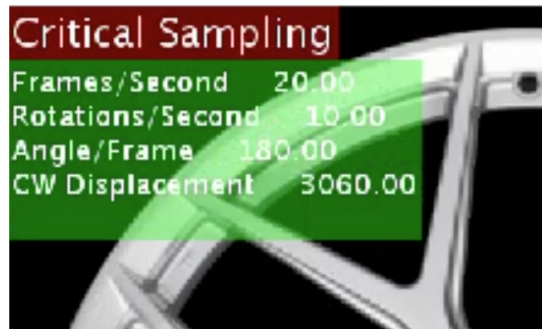 Critical Sampling
Frames/Second 20.00
Rotations/Second 10.00
Angle/Frame 180.00
CW Displacement 3060.00